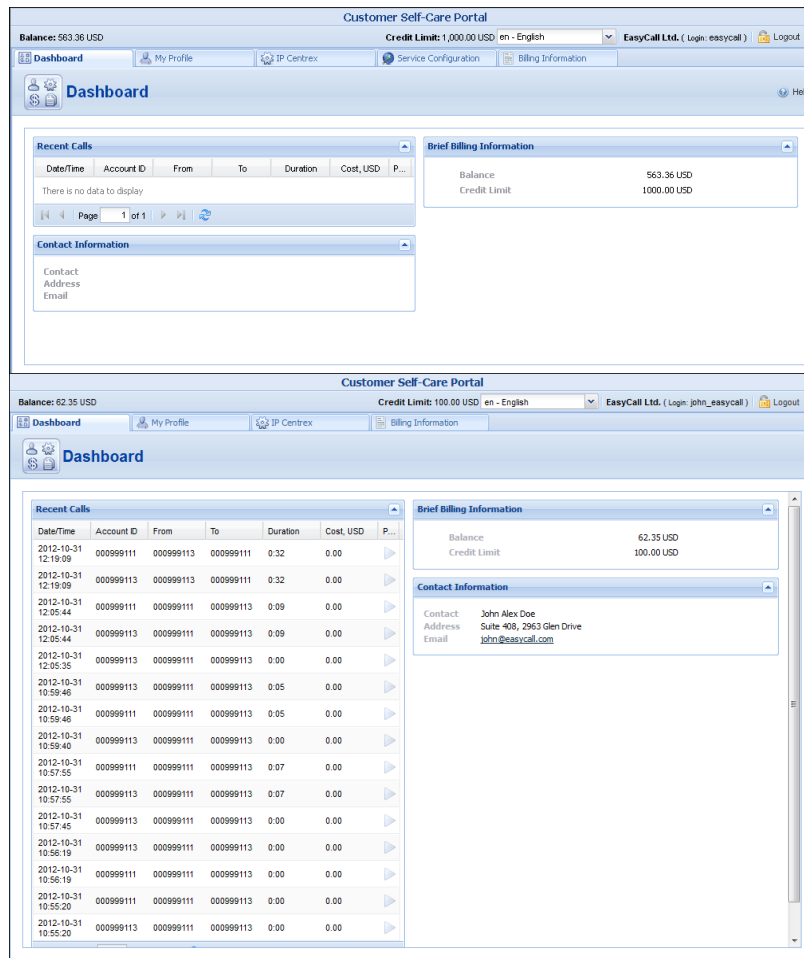 Customer Self-Care Portal
Balance: 563.36 USD Credit Limit: 1,000.00 USD en - English EasyCall Ltd. ( Login: easycall ) Logout
Dashboard My Profile IP Centrex Service Configuration Billing Information
Dashboard
Hel
Recent Calls
Date/Time Account ID From To Duration Cost, USD P...
There is no data to display
Page 1 of 1
Contact Information
Contact
Address
Email
Brief Billing Information
Balance 563.36 USD
Credit Limit 1000.00 USD
Customer Self-Care Portal
Balance: 62.35 USD Credit Limit: 100.00 USD en - English EasyCall Ltd. ( Login: john_easycall ) Logout
Dashboard My Profile IP Centrex Billing Information
Dashboard
Recent Calls
Date/Time Account ID From To Duration Cost, USD P...
2012-10-31
12:19:09 000999111 000999113 000999111 0:32 0.00
2012-10-31
12:19:09 000999113 000999113 000999111 0:32 0.00
2012-10-31
12:05:44 000999111 000999111 000999113 0:09 0.00
2012-10-31
12:05:44 000999113 000999111 000999113 0:09 0.00
2012-10-31
12:05:35 000999113 000999111 000999113 0:00 0.00
2012-10-31
10:59:46 000999113 000999111 000999113 0:05 0.00
2012-10-31
10:59:46 000999111 000999111 000999113 0:05 0.00
2012-10-31
10:59:40 000999113 000999111 000999113 0:00 0.00
2012-10-31
10:57:55 000999111 000999111 000999113 0:07 0.00
2012-10-31
10:57:55 000999113 000999111 000999113 0:07 0.00
2012-10-31
10:57:45 000999113 000999111 000999113 0:00 0.00
2012-10-31
10:56:19 000999113 000999111 000999113 0:00 0.00
2012-10-31
10:56:19 000999111 000999111 000999113 0:00 0.00
2012-10-31
10:55:20 000999111 000999111 000999113 0:00 0.00
2012-10-31
10:55:20 000999113 000999111 000999113 0:00 0.00
Brief Billing Information
Balance 62.35 USD
Credit Limit 100.00 USD
Contact Information
Contact John Alex Doe
Address Suite 408, 2963 Glen Drive
Email john@easycall.com